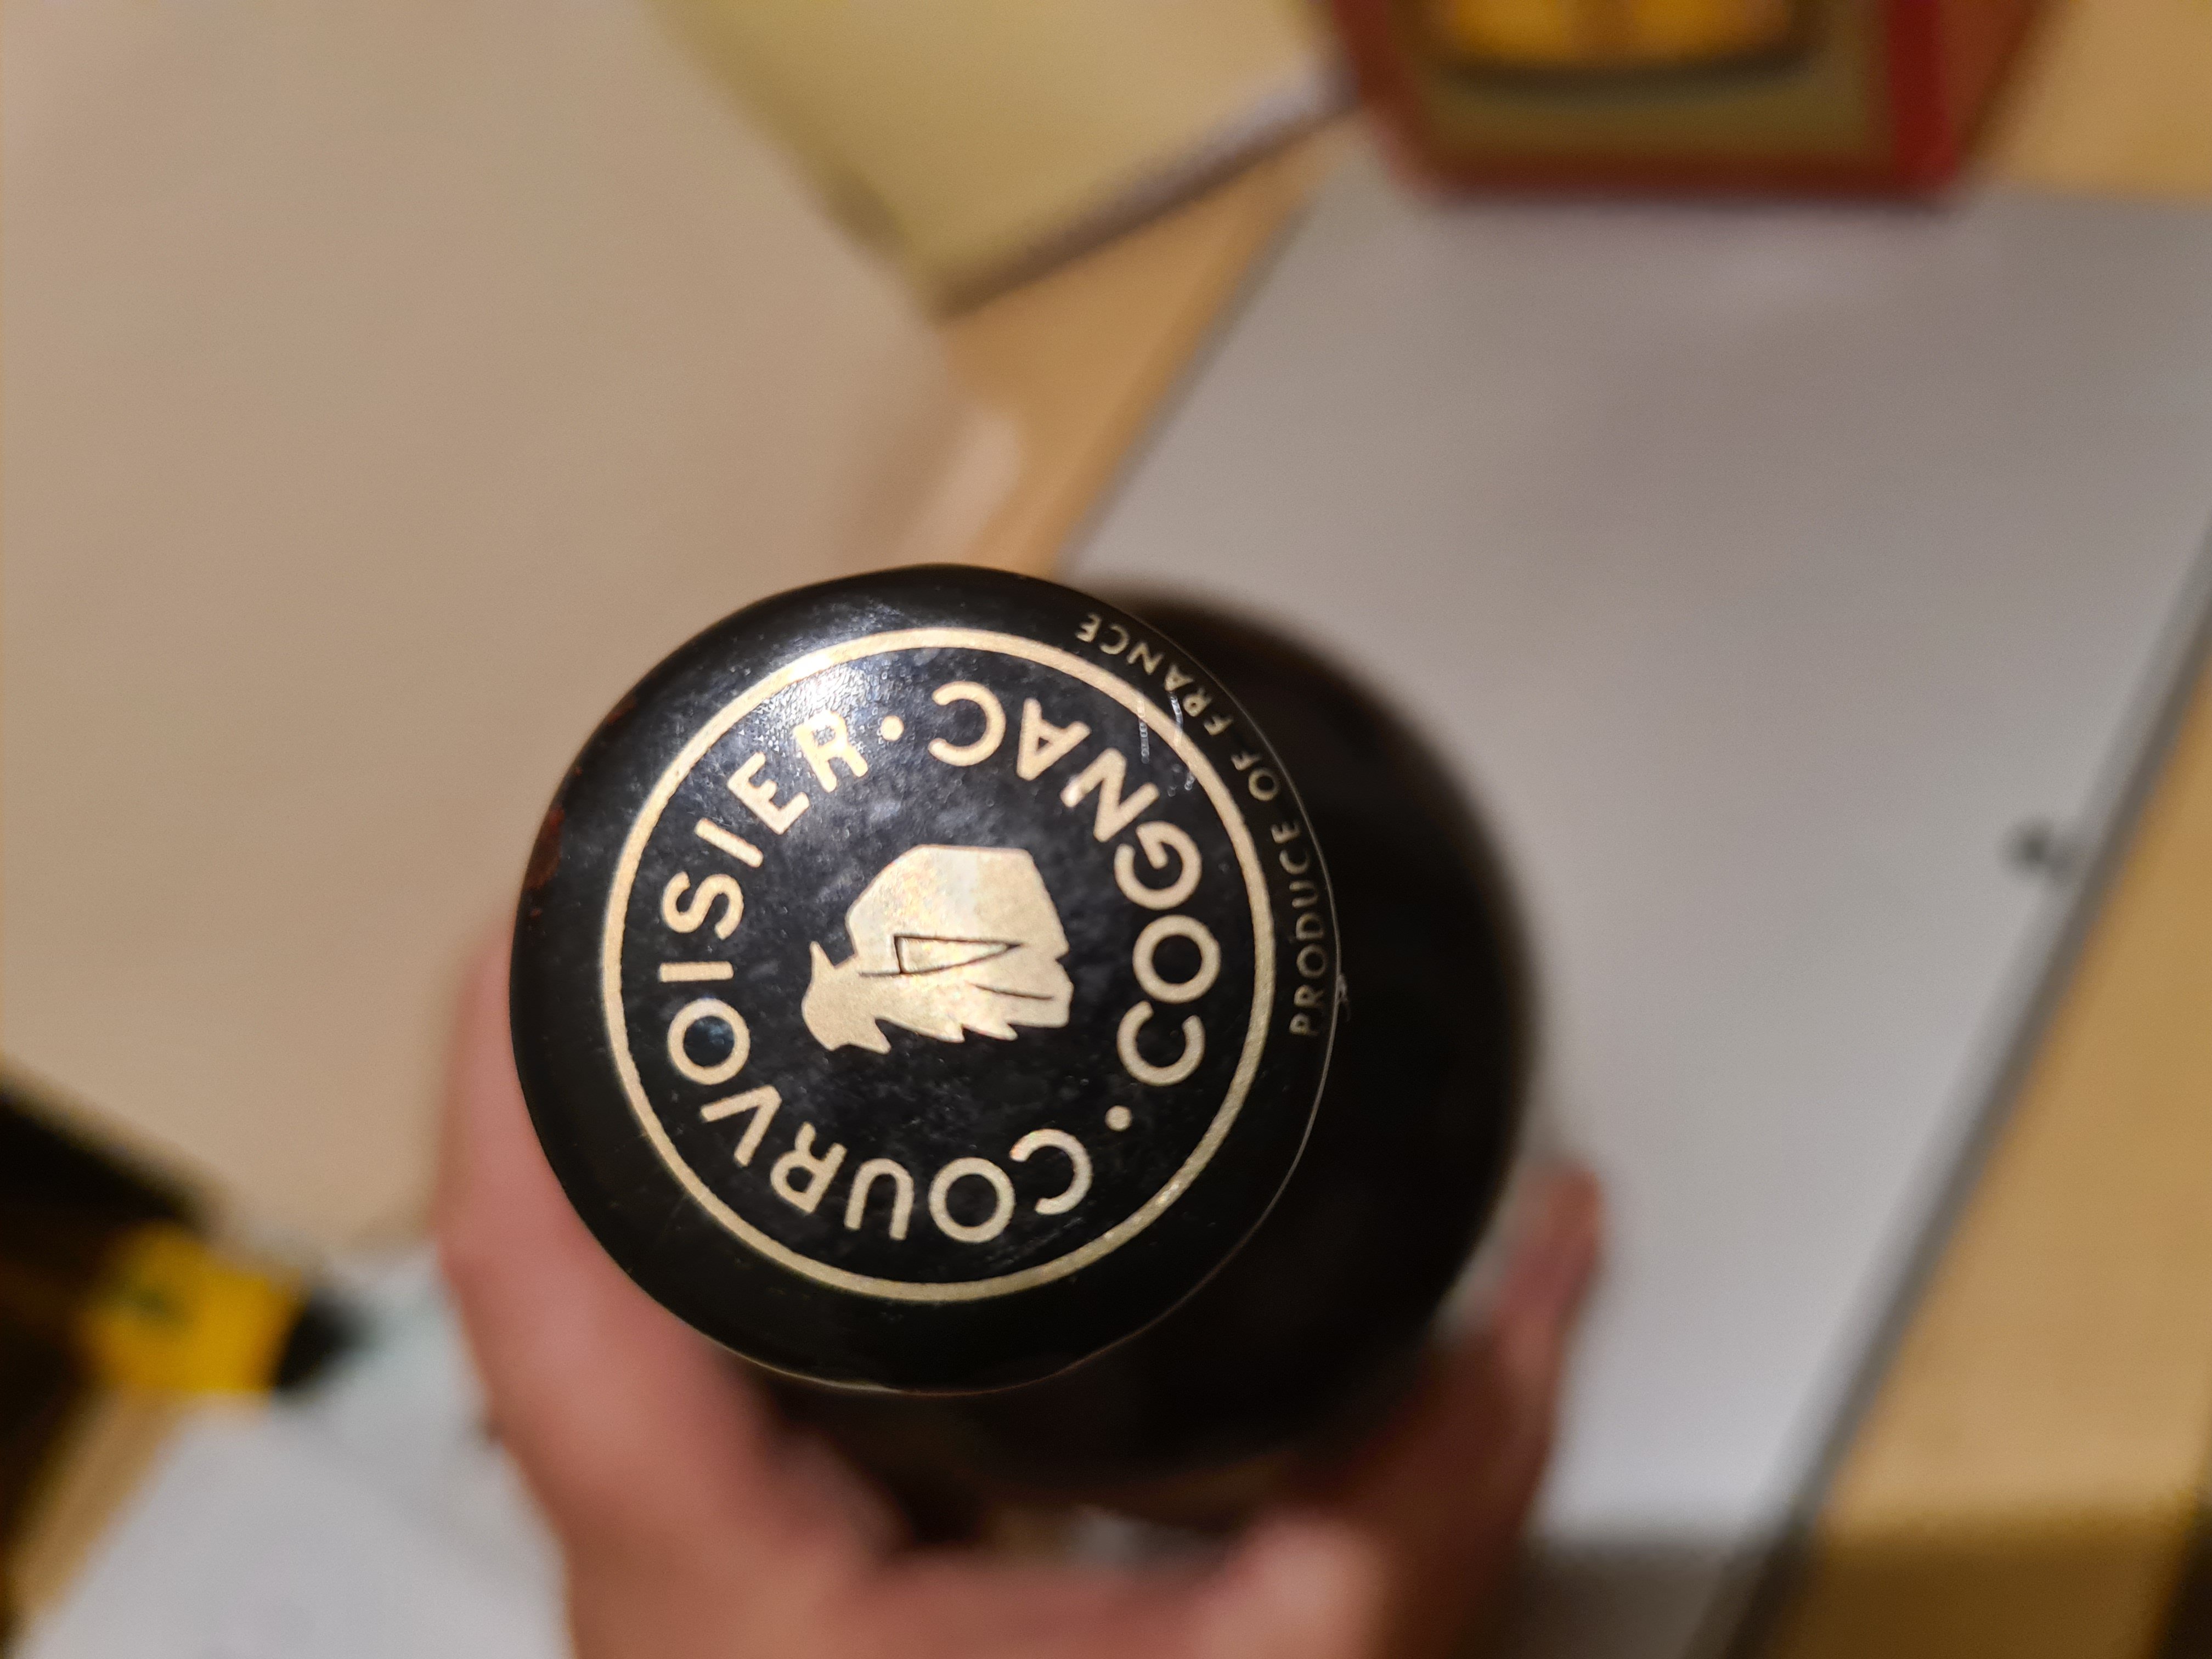 COURVOISIER · COGNAC ·
PRODUCE OF FRANCE